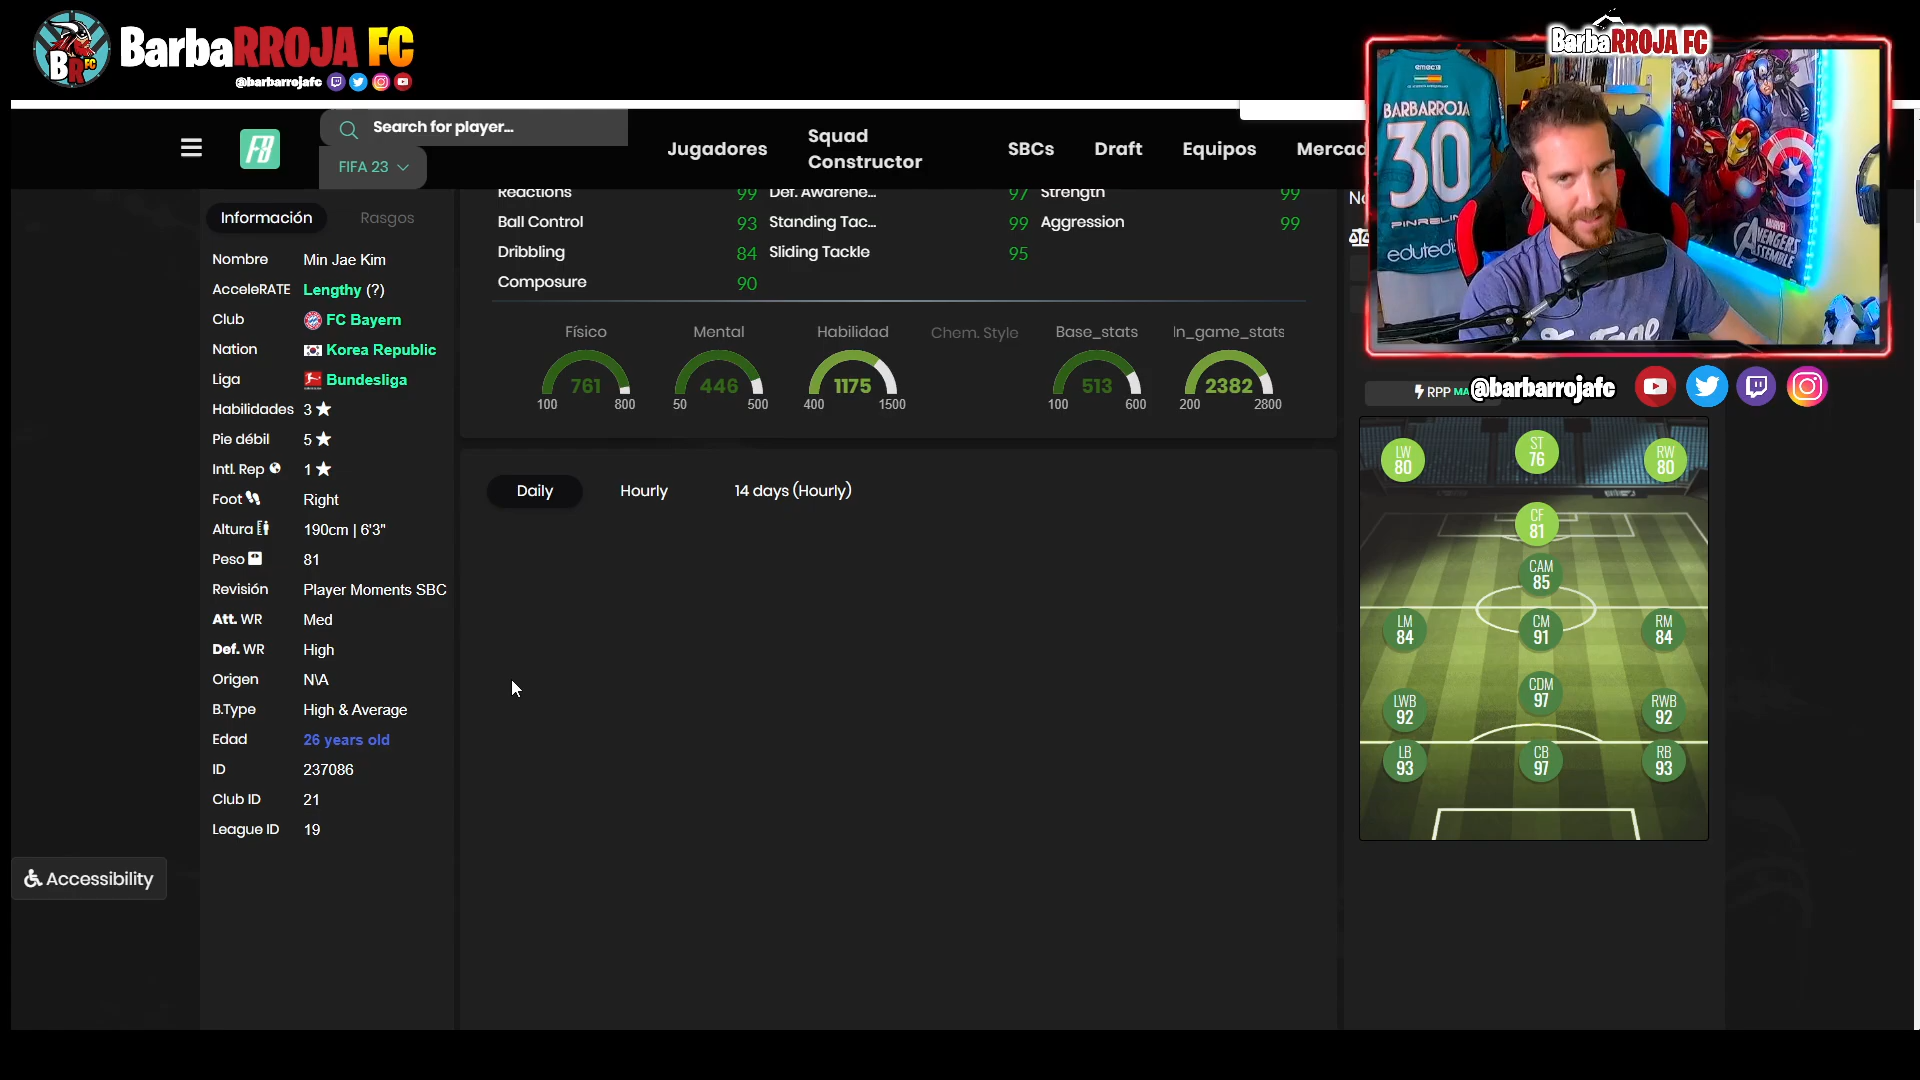 BarbaRROJA FC
@barbarrojafc
BarbaRROJA FC
emacs
BARBARROJA
30
PINRELIN
edutedi
MARVEL
AVENGERS
ASSEMBLE
Search for player...
FIFA 23
Jugadores
Squad
Constructor
SBCs
Draft
Equipos
Mercad
Información
Rasgos
Nombre Min Jae Kim
AcceleRATE Lengthy (?)
Club FC Bayern
Nation Korea Republic
Liga Bundesliga
Habilidades 3
Pie débil 5
Intl. Rep 1
Foot Right
Altura 190cm | 6'3"
Peso 81
Revisión Player Moments SBC
Att. WR Med
Def. WR High
Origen N\A
B.Type High & Average
Edad 26 years old
ID 237086
Club ID 21
League ID 19
Accessibility
Reactions 99 Def. Awarene... 97 Strength 99
Ball Control 93 Standing Tac... 99 Aggression 99
Dribbling 84 Sliding Tackle 95
Composure 90
Físico Mental Habilidad Chem. Style Base_stats In_game_stats
761 446 1175 513 2382
100 800 50 500 400 1500 100 600 200 2800
Daily Hourly 14 days (Hourly)
No
RPP MA
@barbarrojafc
LW
80
ST
76
RW
80
CF
81
CAM
85
LM
84
CM
91
RM
84
LWB
92
CDM
97
RWB
92
LB
93
CB
97
RB
93